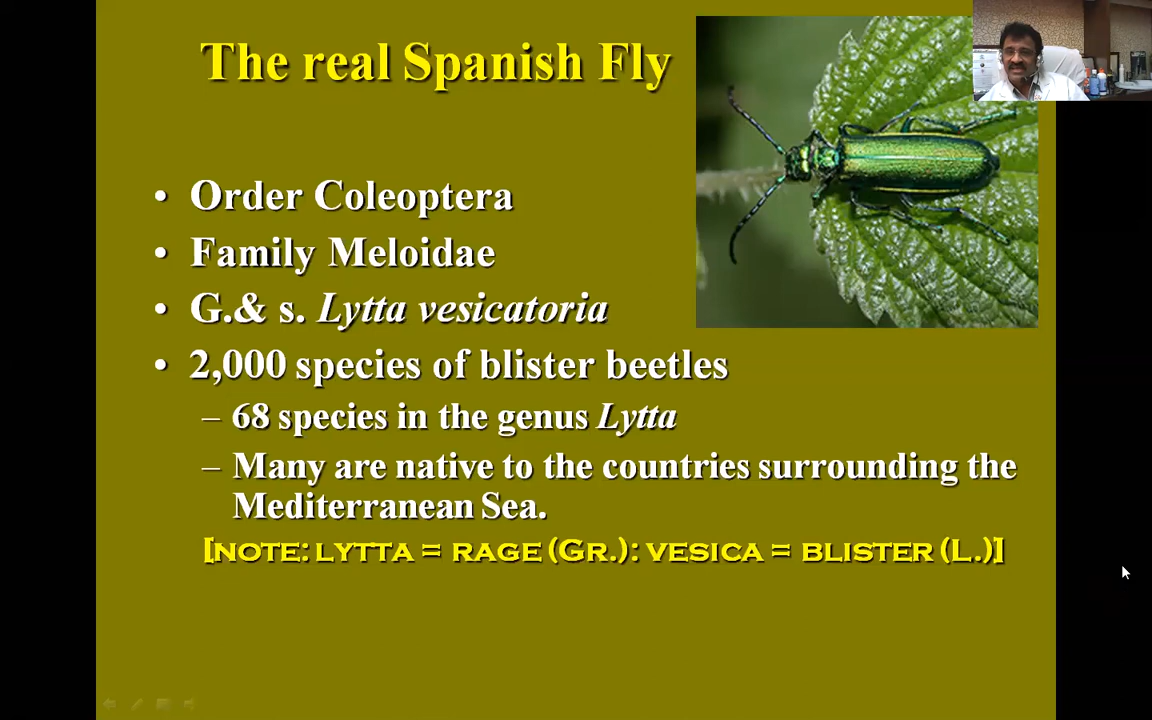 The real Spanish Fly
• Order Coleoptera
• Family Meloidae
• G.& s. Lytta vesicatoria
• 2,000 species of blister beetles
– 68 species in the genus Lytta
– Many are native to the countries surrounding the
Mediterranean Sea.
[NOTE: LYTTA = RAGE (GR.): VESICA = BLISTER (L.)]